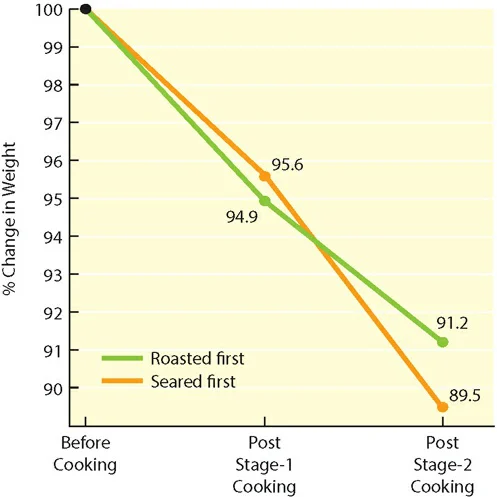 % Change in Weight
100
99
98
97
96
95
94
93
92
91
90
95.6
94.9
91.2
89.5
Roasted first
Seared first
Before
Cooking
Post
Stage-1
Cooking
Post
Stage-2
Cooking